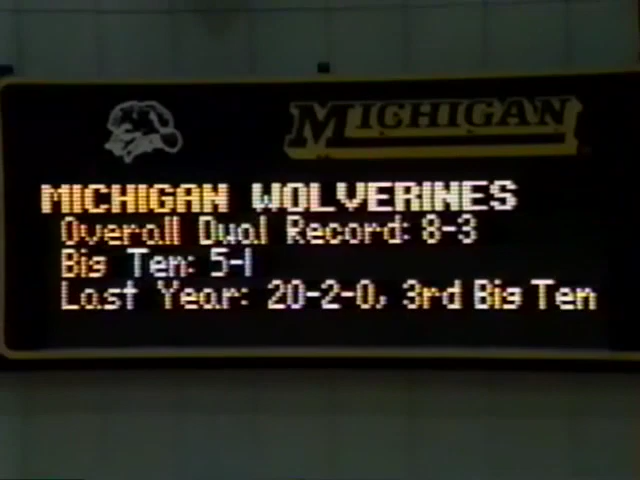 MICHIGAN
MICHIGAN WOLVERINES
Overall Dual Record: 8-3
Big Ten: 5-1
Last Year: 20-2-0, 3rd Big Ten